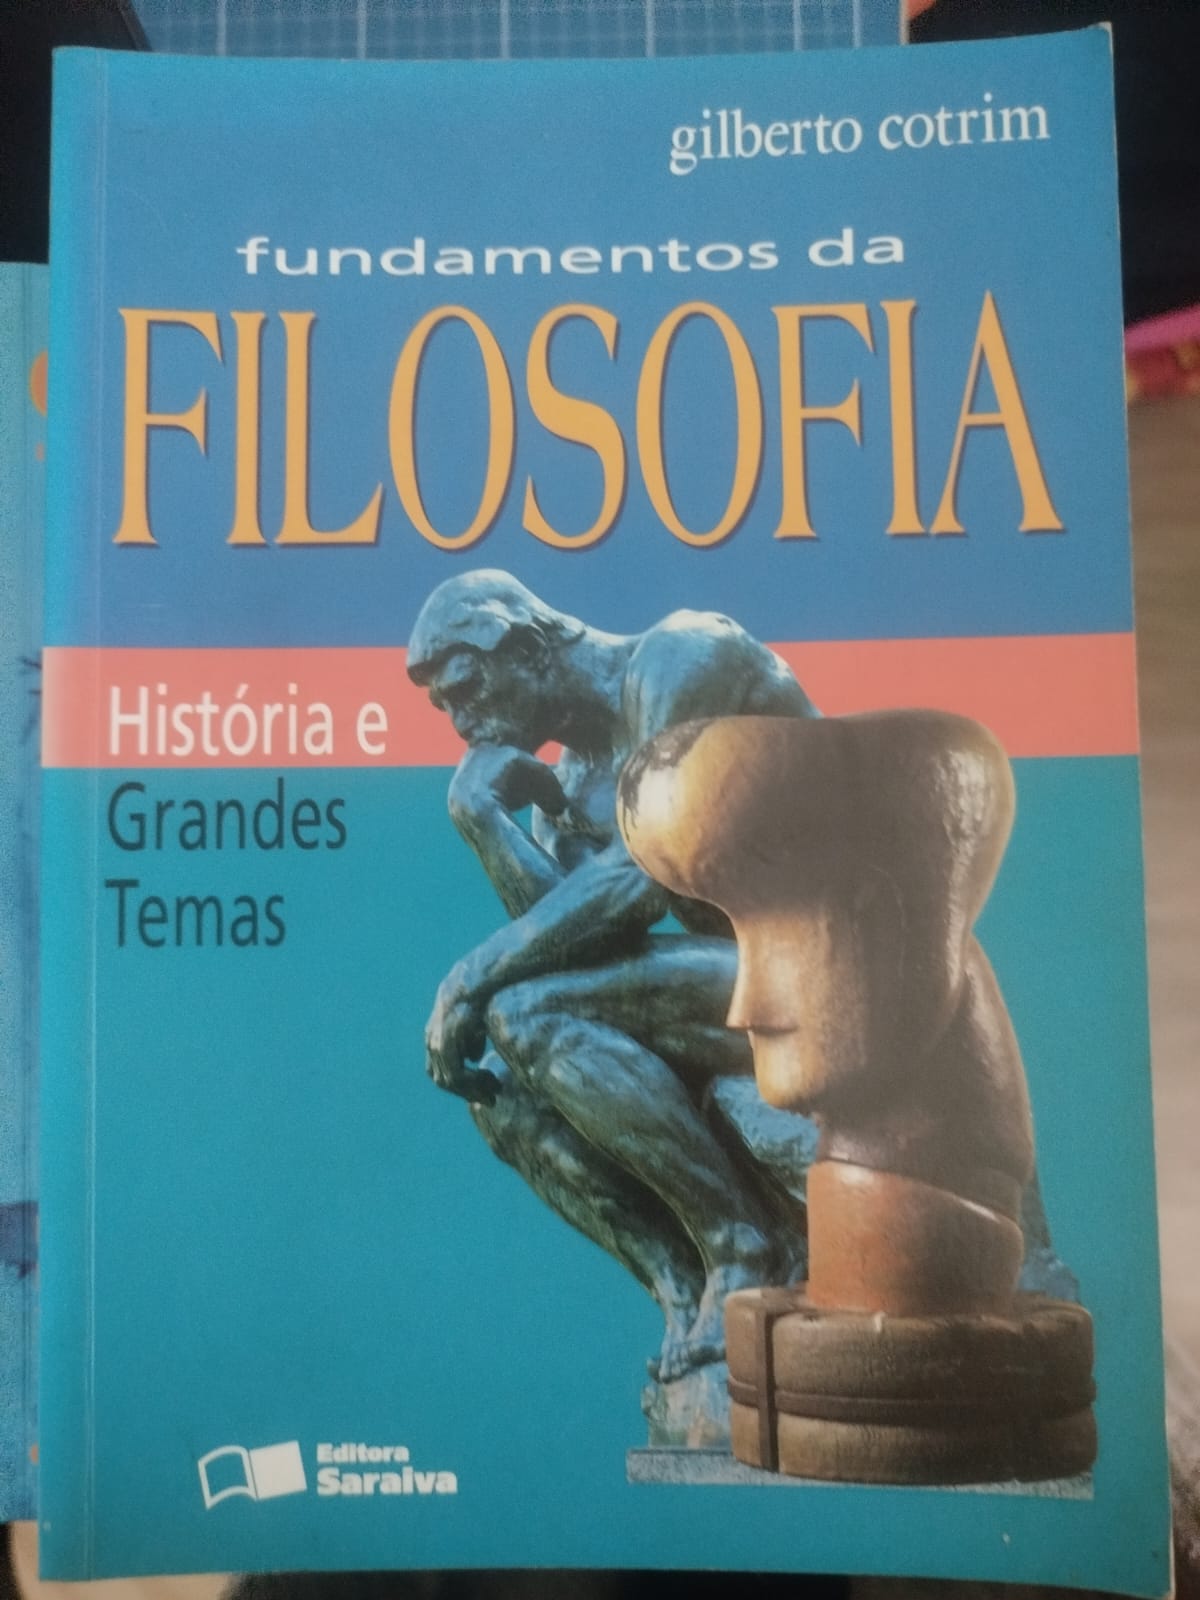 gilberto cotrim
fundamentos da
FILOSOFIA
História e
Grandes
Temas
Editora
Saraiva